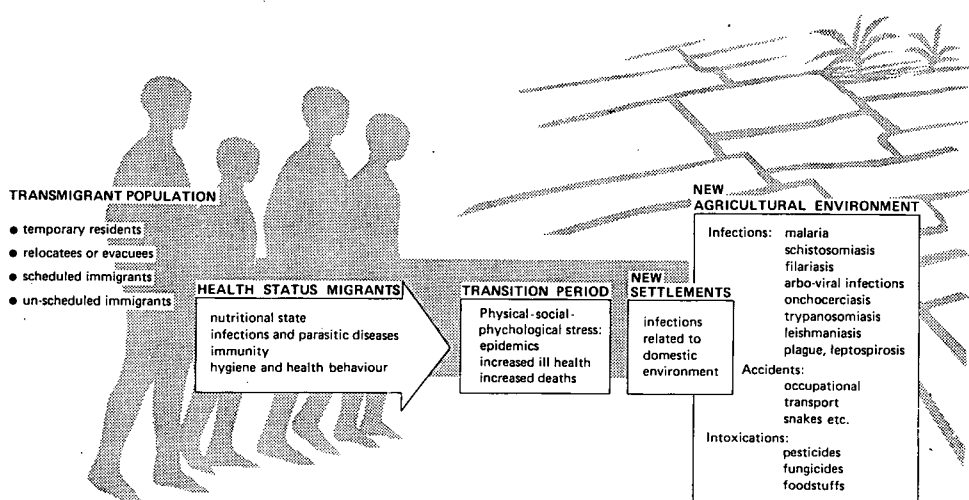 TRANSMIGRANT POPULATION
● temporary residents
● relocatees or evacuees
● scheduled immigrants
● un-scheduled immigrants
HEALTH STATUS MIGRANTS
nutritional state
infections and parasitic diseases
immunity
hygiene and health behaviour
TRANSITION PERIOD
Physical-social-
phychological stress:
epidemics
increased ill health
increased deaths
NEW
SETTLEMENTS
infections
related to
domestic
environment
NEW
AGRICULTURAL ENVIRONMENT
Infections: malaria
schistosomiasis
filariasis
arbo-viral infections
onchocerciasis
trypanosomiasis
leishmaniasis
plague, leptospirosis
Accidents:
occupational
transport
snakes etc.
Intoxications:
pesticides
fungicides
foodstuffs